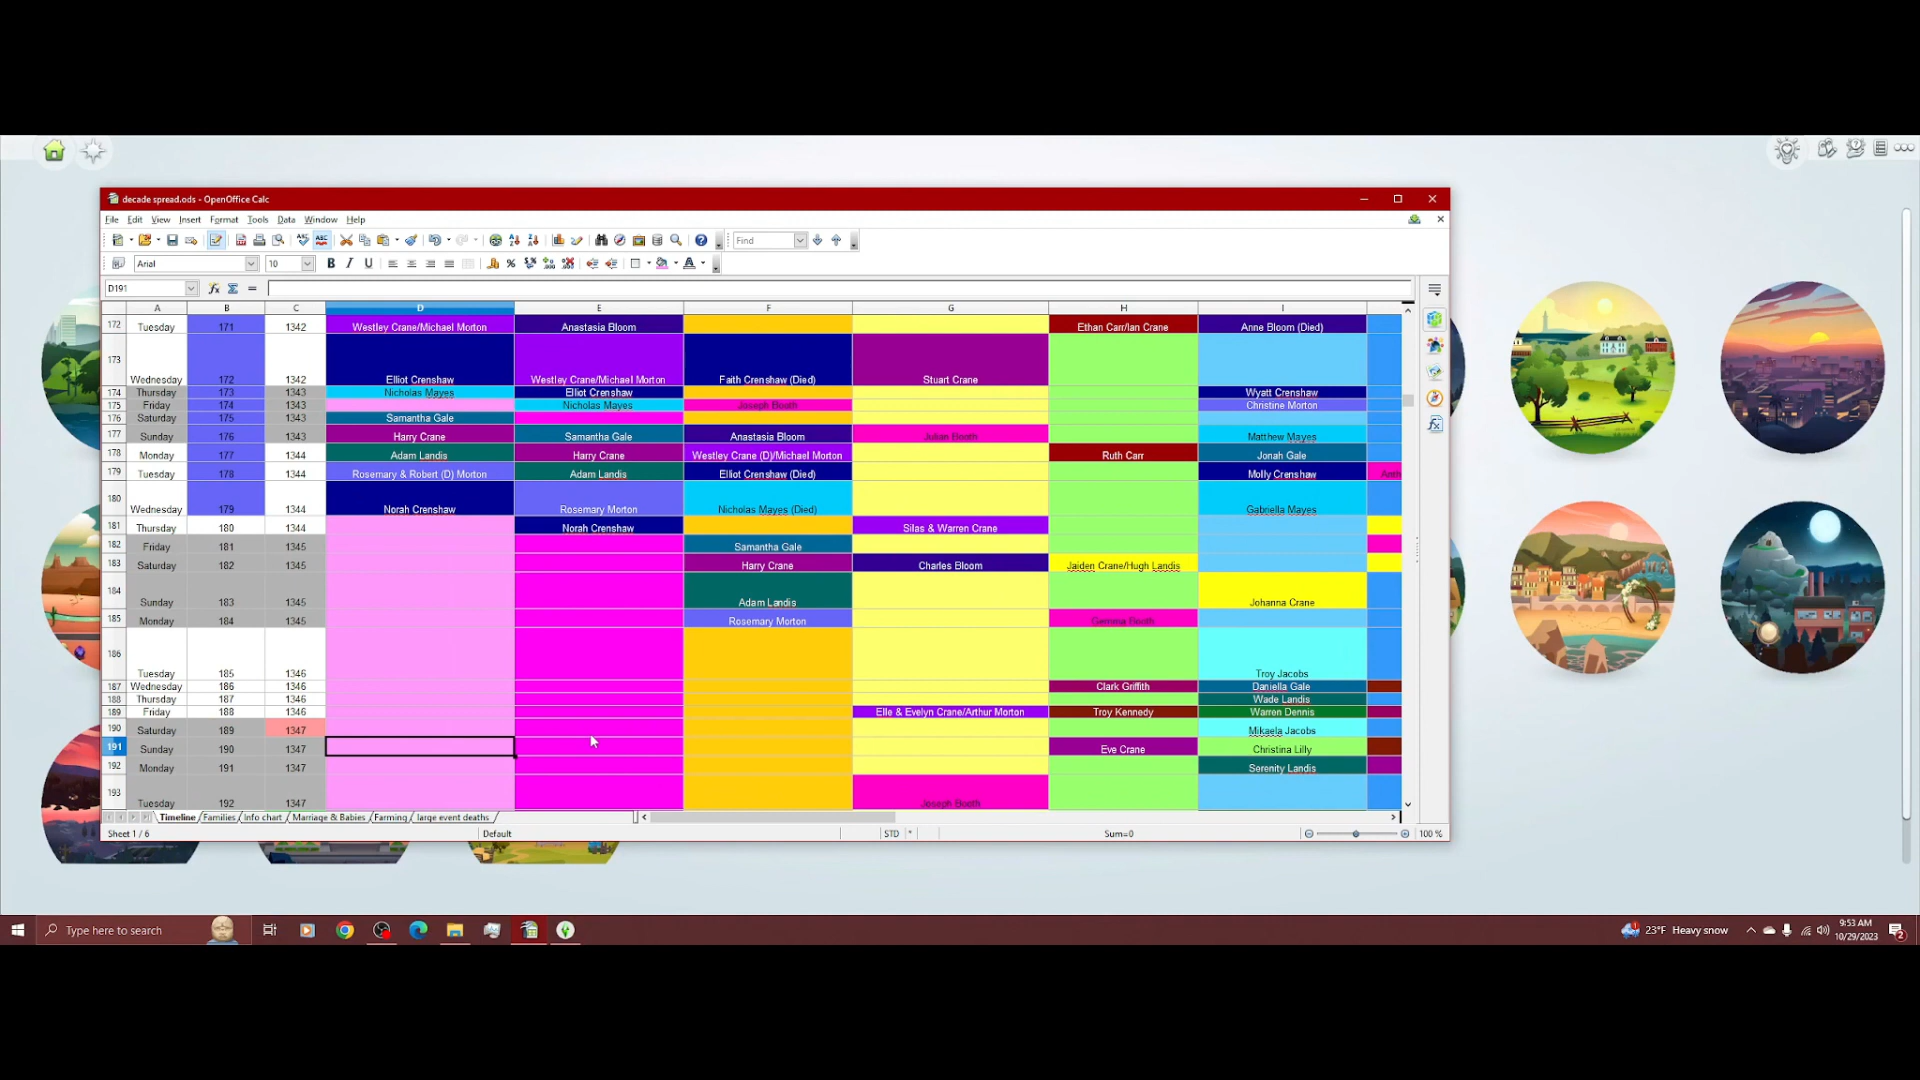 decade spread.ods - OpenOffice Calc
File Edit View Insert Format Tools Data Window Help
Find
Arial 10
D191
A B C D E F G H I
172 Tuesday 171 1342 Westley Crane/Michael Morton Anastasia Bloom Ethan Carr/Ian Crane Anne Bloom (Died)
173 Wednesday 172 1342 Elliot Crenshaw Westley Crane/Michael Morton Faith Crenshaw (Died) Stuart Crane
174 Thursday 173 1343 Nicholas Mayes Elliot Crenshaw Wyatt Crenshaw
175 Friday 174 1343 Nicholas Mayes Joseph Booth Christine Morton
176 Saturday 175 1343 Samantha Gale
177 Sunday 176 1343 Harry Crane Samantha Gale Anastasia Bloom Julian Booth Matthew Mayes
178 Monday 177 1344 Adam Landis Harry Crane Westley Crane (D)/Michael Morton Ruth Carr Jonah Gale
179 Tuesday 178 1344 Rosemary & Robert (D) Morton Adam Landis Elliot Crenshaw (Died) Molly Crenshaw
180 Wednesday 179 1344 Norah Crenshaw Rosemary Morton Nicholas Mayes (Died) Gabriella Mayes
181 Thursday 180 1344 Norah Crenshaw Silas & Warren Crane
182 Friday 181 1345 Samantha Gale
183 Saturday 182 1345 Harry Crane Charles Bloom Jaiden Crane/Hugh Landis
184 Sunday 183 1345 Adam Landis Johanna Crane
185 Monday 184 1345 Rosemary Morton Gemma Booth
186 Tuesday 185 1346 Troy Jacobs
187 Wednesday 186 1346 Clark Griffith Daniella Gale
188 Thursday 187 1346 Wade Landis
189 Friday 188 1346 Elle & Evelyn Crane/Arthur Morton Troy Kennedy Warren Dennis
190 Saturday 189 1347 Mikaela Jacobs
191 Sunday 190 1347 Eve Crane Christina Lilly
192 Monday 191 1347 Serenity Landis
193 Tuesday 192 1347 Joseph Booth
Timeline Families Info chart Marriage & Babies Farming large event deaths
Sheet 1 / 6 Default STD * Sum=0 100 %
Type here to search
23°F Heavy snow
9:53 AM
10/29/2023
2